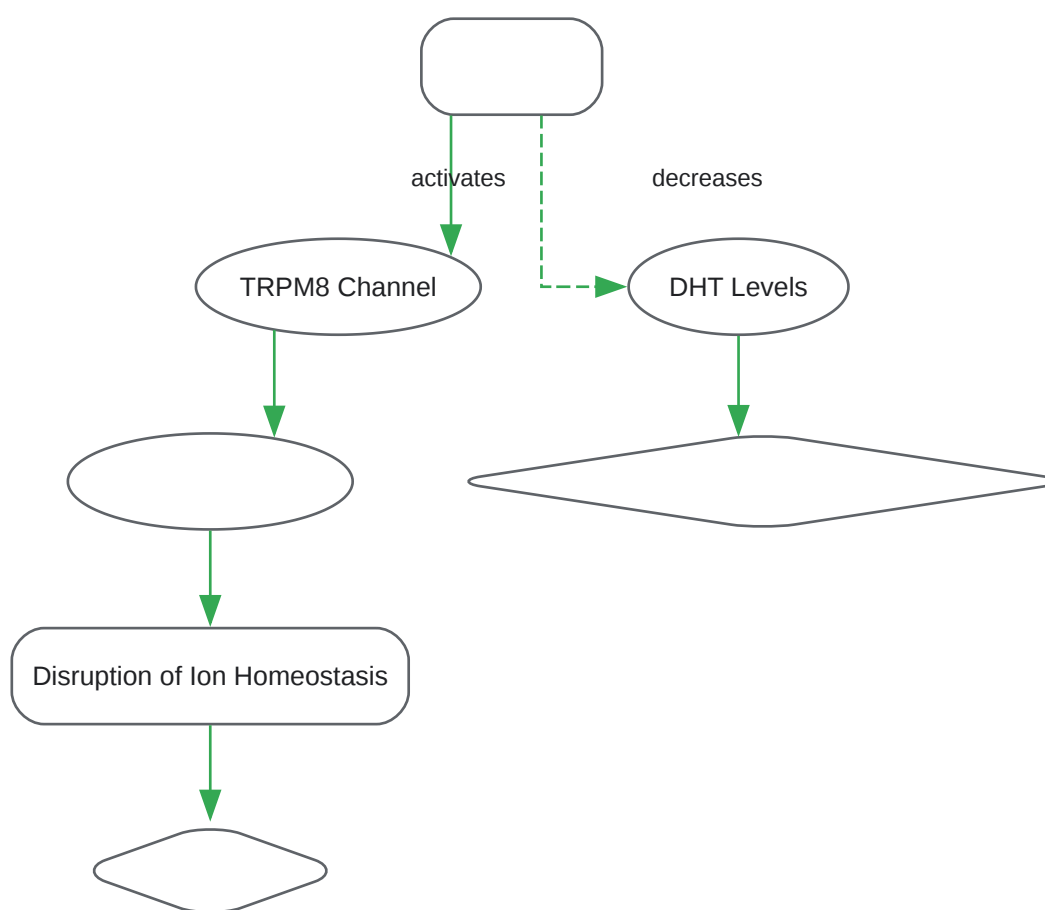 activates
decreases
TRPM8 Channel
DHT Levels
Disruption of Ion Homeostasis